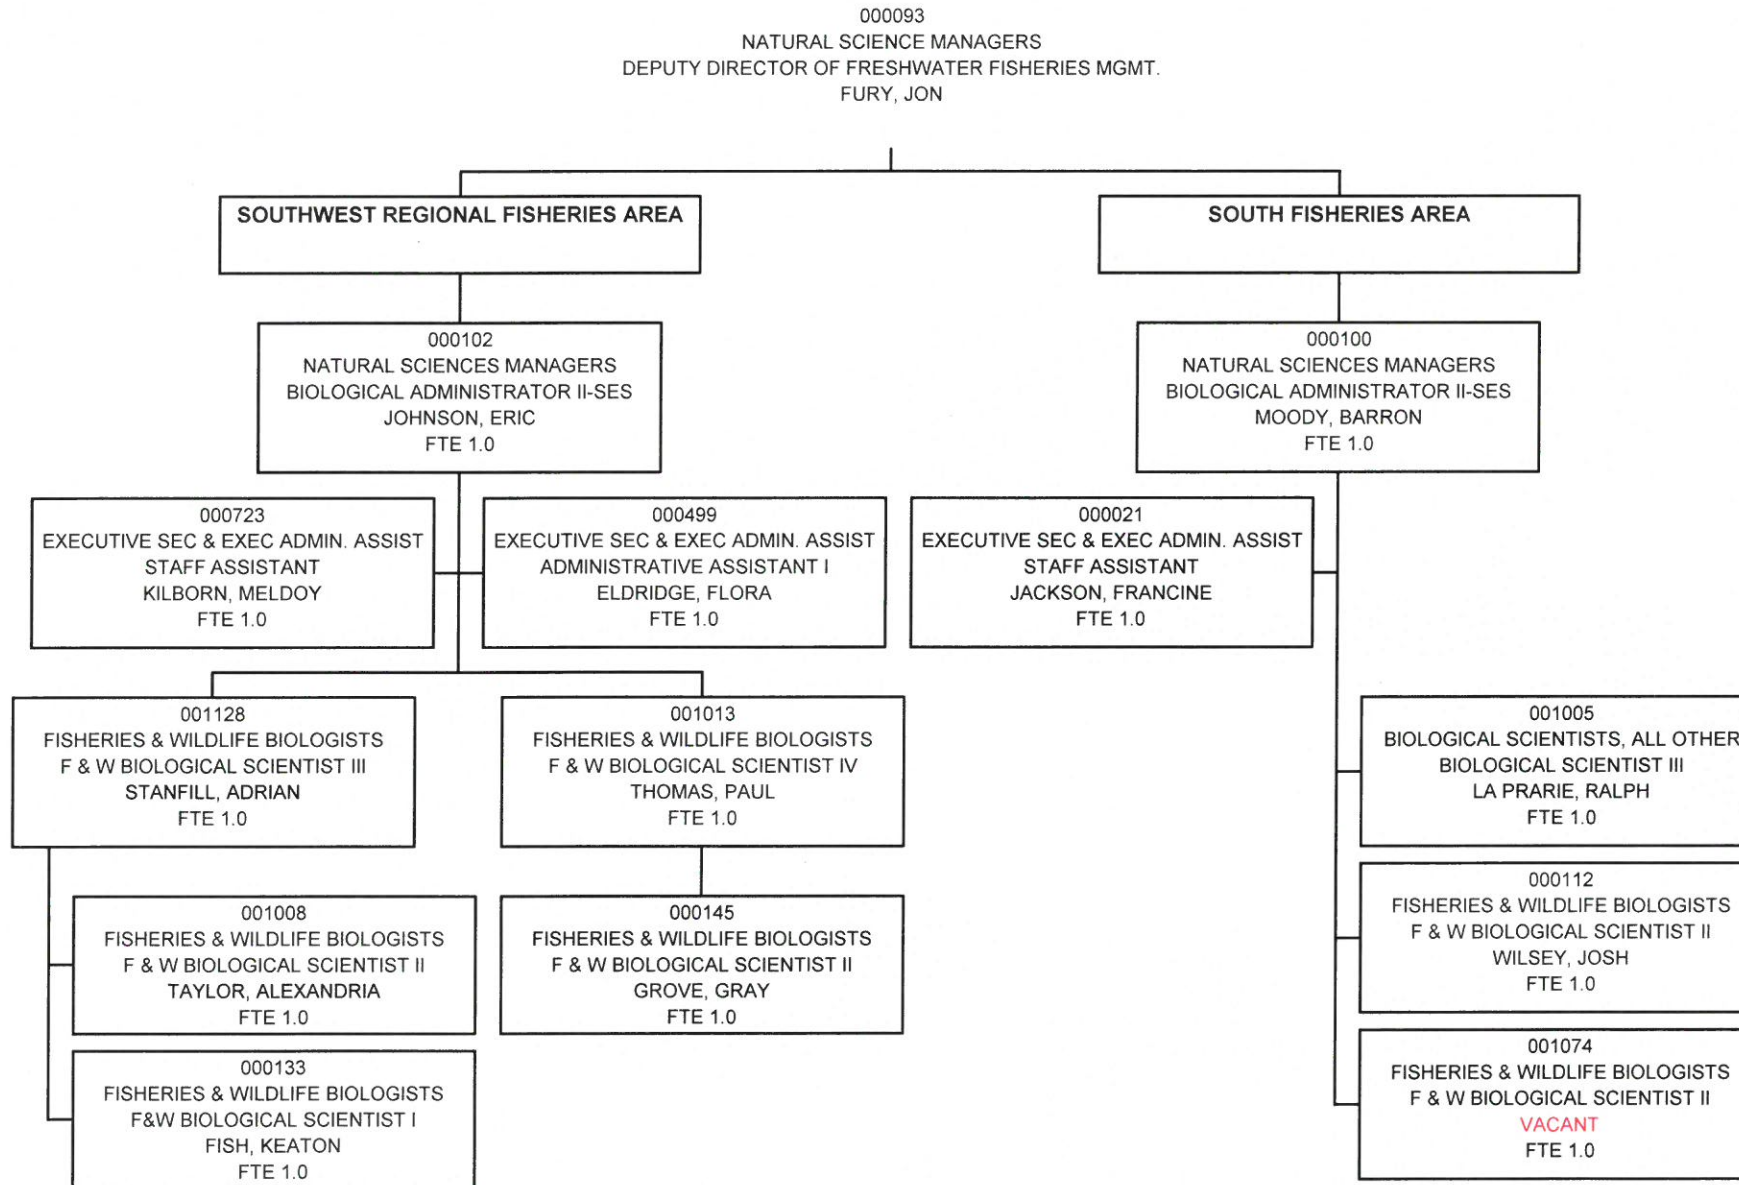 000093
NATURAL SCIENCE MANAGERS
DEPUTY DIRECTOR OF FRESHWATER FISHERIES MGMT.
FURY, JON
SOUTHWEST REGIONAL FISHERIES AREA
SOUTH FISHERIES AREA
000102
NATURAL SCIENCES MANAGERS
BIOLOGICAL ADMINISTRATOR II-SES
JOHNSON, ERIC
FTE 1.0
000100
NATURAL SCIENCES MANAGERS
BIOLOGICAL ADMINISTRATOR II-SES
MOODY, BARRON
FTE 1.0
000723
EXECUTIVE SEC & EXEC ADMIN. ASSIST
STAFF ASSISTANT
KILBORN, MELDOY
FTE 1.0
000499
EXECUTIVE SEC & EXEC ADMIN. ASSIST
ADMINISTRATIVE ASSISTANT I
ELDRIDGE, FLORA
FTE 1.0
000021
EXECUTIVE SEC & EXEC ADMIN. ASSIST
STAFF ASSISTANT
JACKSON, FRANCINE
FTE 1.0
001128
FISHERIES & WILDLIFE BIOLOGISTS
F & W BIOLOGICAL SCIENTIST III
STANFILL, ADRIAN
FTE 1.0
001013
FISHERIES & WILDLIFE BIOLOGISTS
F & W BIOLOGICAL SCIENTIST IV
THOMAS, PAUL
FTE 1.0
001005
BIOLOGICAL SCIENTISTS, ALL OTHER
BIOLOGICAL SCIENTIST III
LA PRARIE, RALPH
FTE 1.0
001008
FISHERIES & WILDLIFE BIOLOGISTS
F & W BIOLOGICAL SCIENTIST II
TAYLOR, ALEXANDRIA
FTE 1.0
000145
FISHERIES & WILDLIFE BIOLOGISTS
F & W BIOLOGICAL SCIENTIST II
GROVE, GRAY
FTE 1.0
000112
FISHERIES & WILDLIFE BIOLOGISTS
F & W BIOLOGICAL SCIENTIST II
WILSEY, JOSH
FTE 1.0
000133
FISHERIES & WILDLIFE BIOLOGISTS
F&W BIOLOGICAL SCIENTIST I
FISH, KEATON
FTE 1.0
001074
FISHERIES & WILDLIFE BIOLOGISTS
F & W BIOLOGICAL SCIENTIST II
VACANT
FTE 1.0